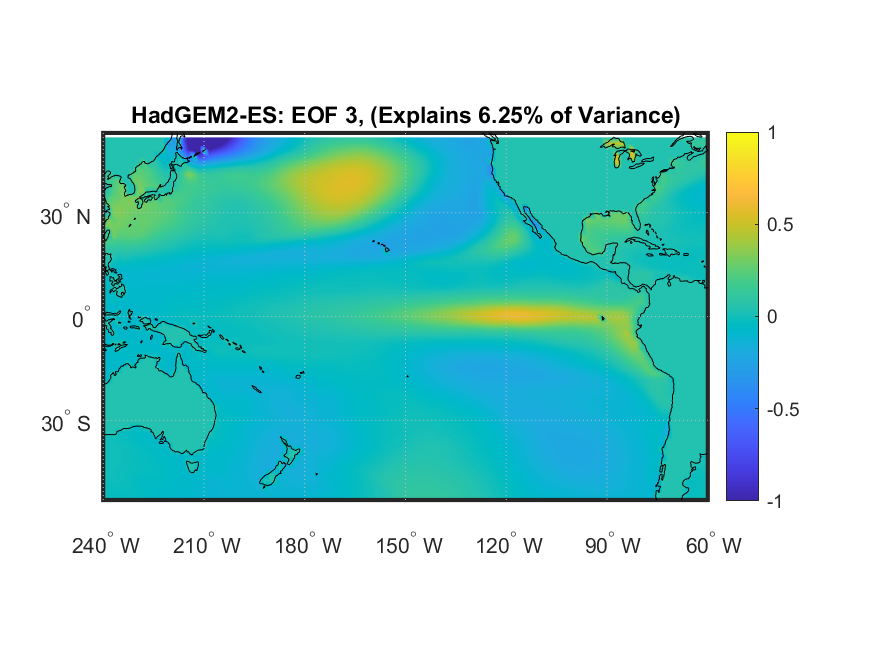 HadGEM2-ES: EOF 3, (Explains 6.25% of Variance)
1
0.5
0
-0.5
-1
30° N
0°
30° S
240° W 210° W 180° W 150° W 120° W 90° W 60° W